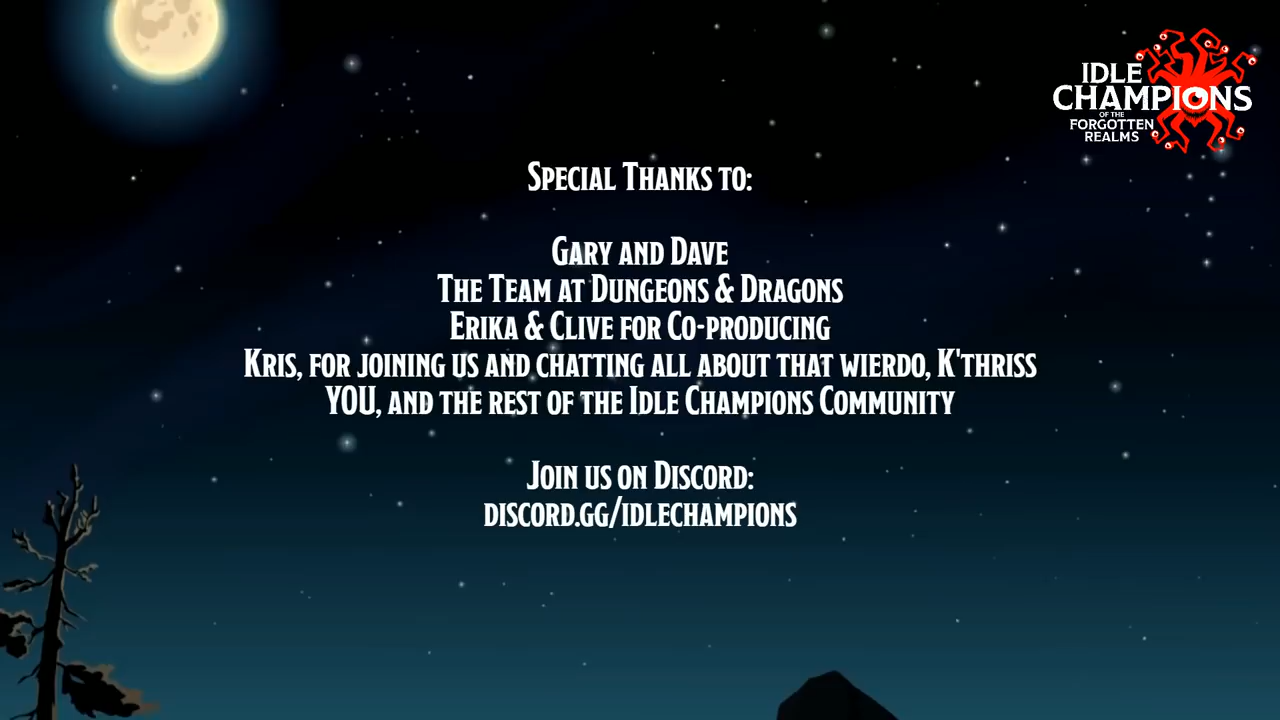 IDLE
CHAMPIONS
OF THE
FORGOTTEN
REALMS
Special Thanks to:
Gary and Dave
The Team at Dungeons & Dragons
Erika & Clive for Co-producing
Kris, for joining us and chatting all about that wierdo, K'thriss
YOU, and the rest of the Idle Champions Community
Join us on Discord:
discord.gg/idlechampions